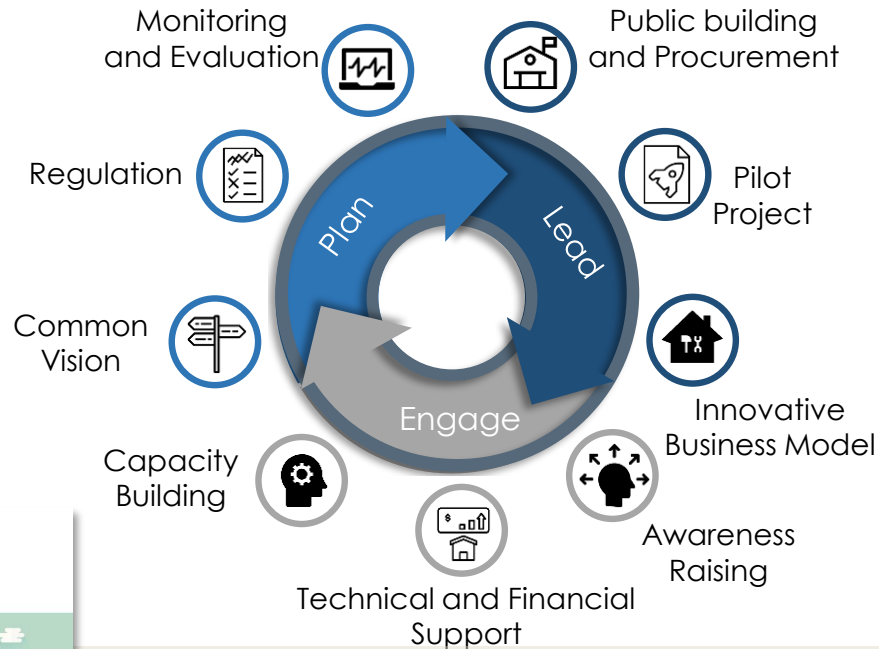 Monitoring
and Evaluation
Public building
and Procurement
Regulation
Pilot
Project
Plan
Lead
Common
Vision
Innovative
Business Model
Engage
Capacity
Building
$
Awareness
Raising
Technical and Financial
Support